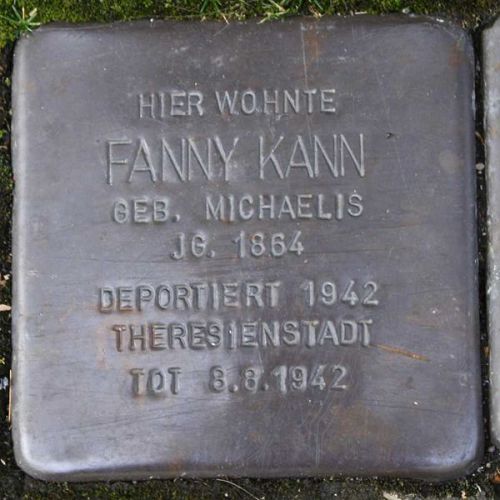 HIER WOHNTE
FANNY KANN
GEB. MICHAELIS
JG. 1864
DEPORTIERT 1942
THERESIENSTADT
TOT 8.8.1942